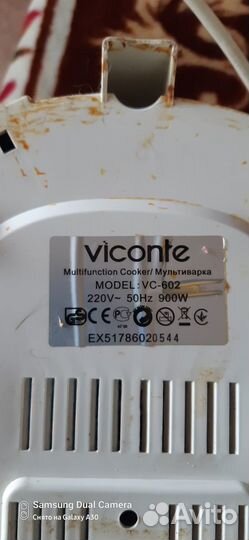 viconte
Multifunction Cooker/ Мультиварка
MODEL: VC-602
220V~ 50Hz 900W
EX51786020544
SAMSUNG DUAL CAMERA
Снято на Galaxy A30
Avito